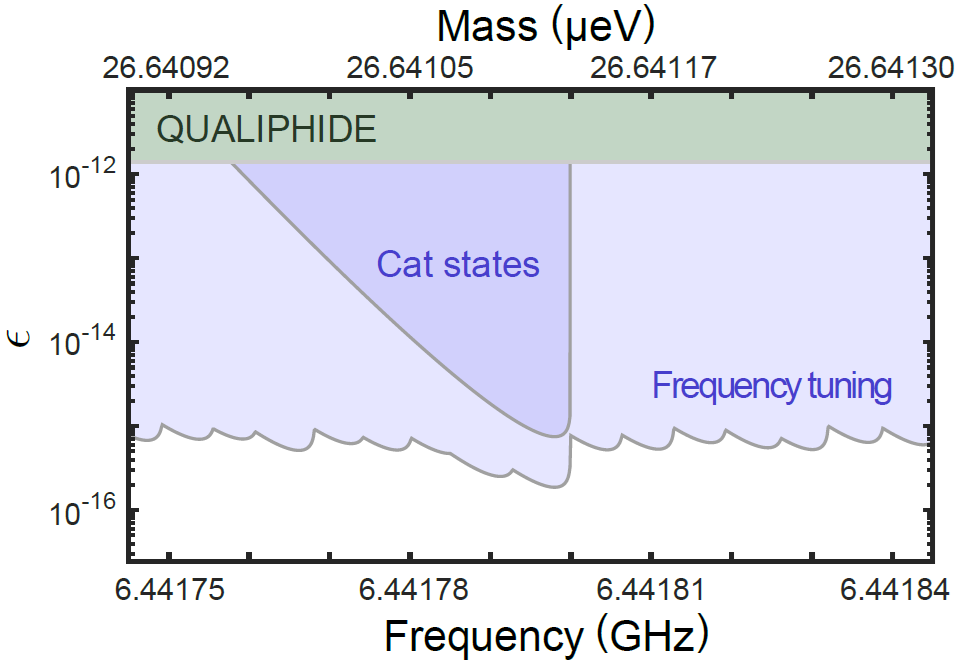 Mass (μeV)
26.64092 26.64105 26.64117 26.64130
QUALIPHIDE
10-12
Cat states
10-14
ϵ
Frequency tuning
10-16
6.44175 6.44178 6.44181 6.44184
Frequency (GHz)